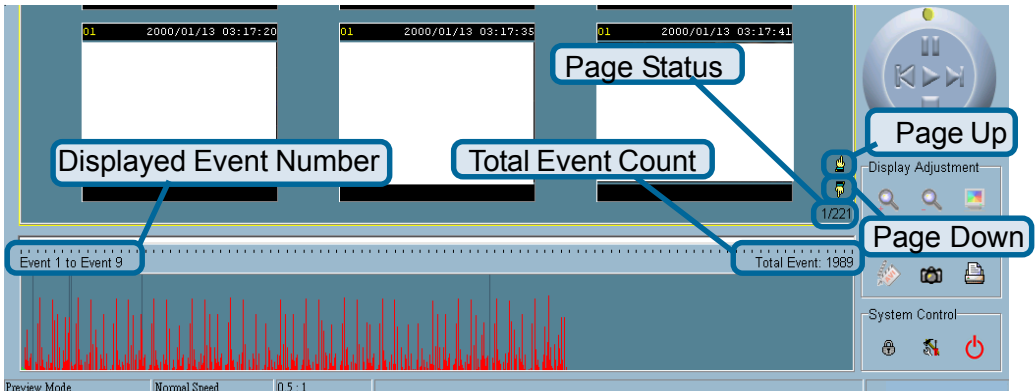 01 2000/01/13 03:17:20
01 2000/01/13 03:17:35
01 2000/01/13 03:17:41
Page Status
Page Up
Displayed Event Number
Total Event Count
Display Adjustment
1/221
Page Down
Event 1 to Event 9
Total Event: 1989
System Control
Preview Mode
Normal Speed
0.5 : 1